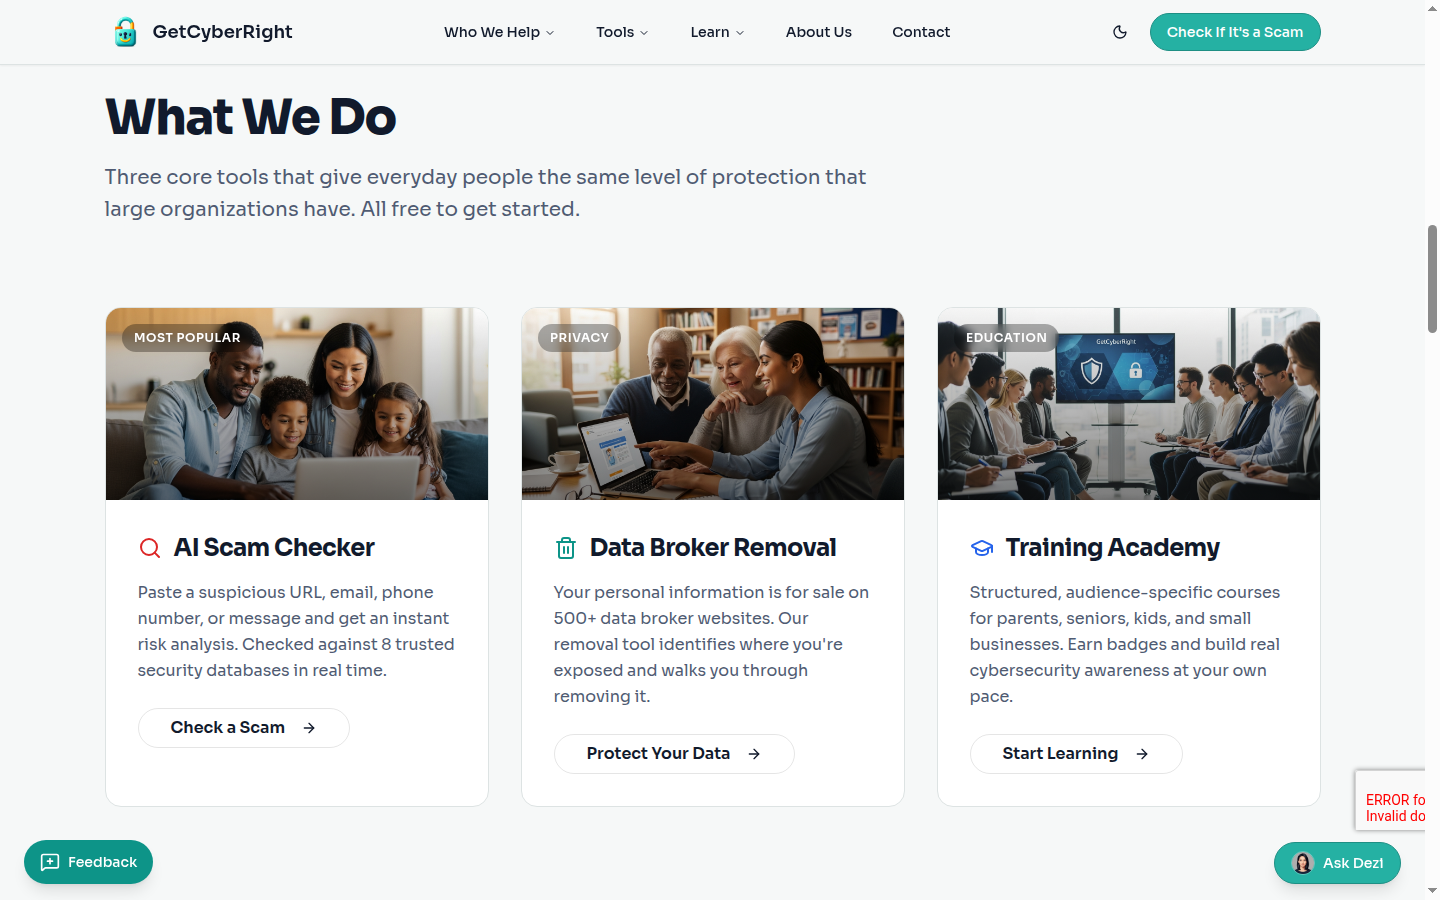 GetCyberRight
Who We Help
Tools
Learn
About Us
Contact
Check If It's a Scam
What We Do
Three core tools that give everyday people the same level of protection that
large organizations have. All free to get started.
MOST POPULAR
AI Scam Checker
Paste a suspicious URL, email, phone
number, or message and get an instant
risk analysis. Checked against 8 trusted
security databases in real time.
Check a Scam
PRIVACY
Data Broker Removal
Your personal information is for sale on
500+ data broker websites. Our
removal tool identifies where you're
exposed and walks you through
removing it.
Protect Your Data
EDUCATION
GetCyberRight
Training Academy
Structured, audience-specific courses
for parents, seniors, kids, and small
businesses. Earn badges and build real
cybersecurity awareness at your own
pace.
Start Learning
ERROR fo
Invalid do
Feedback
Ask Dezi